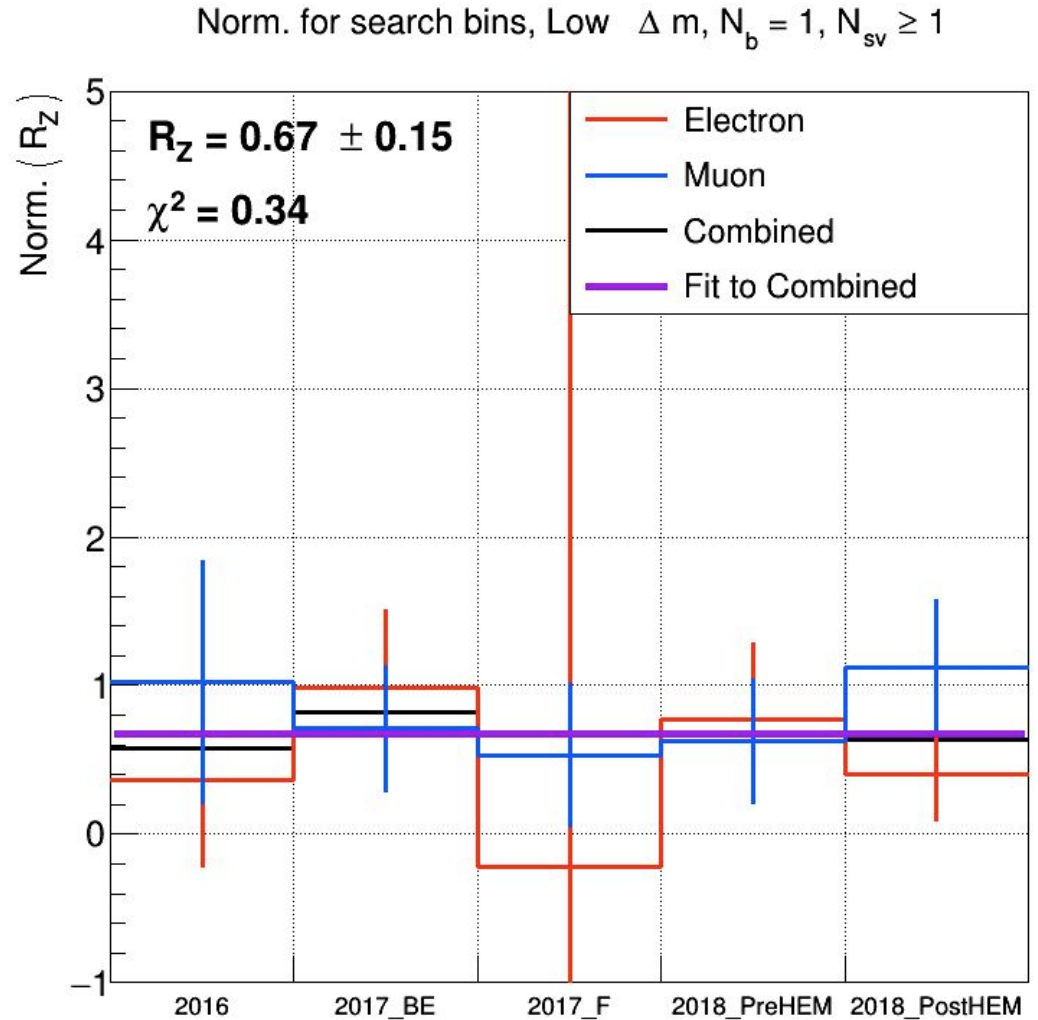 Norm. for search bins, Low Δ m, N_b = 1, N_sv ≥ 1
Norm. (R_Z)
R_Z = 0.67 ± 0.15
χ² = 0.34
Electron
Muon
Combined
Fit to Combined
5
4
3
2
1
0
−1
2016
2017_BE
2017_F
2018_PreHEM
2018_PostHEM